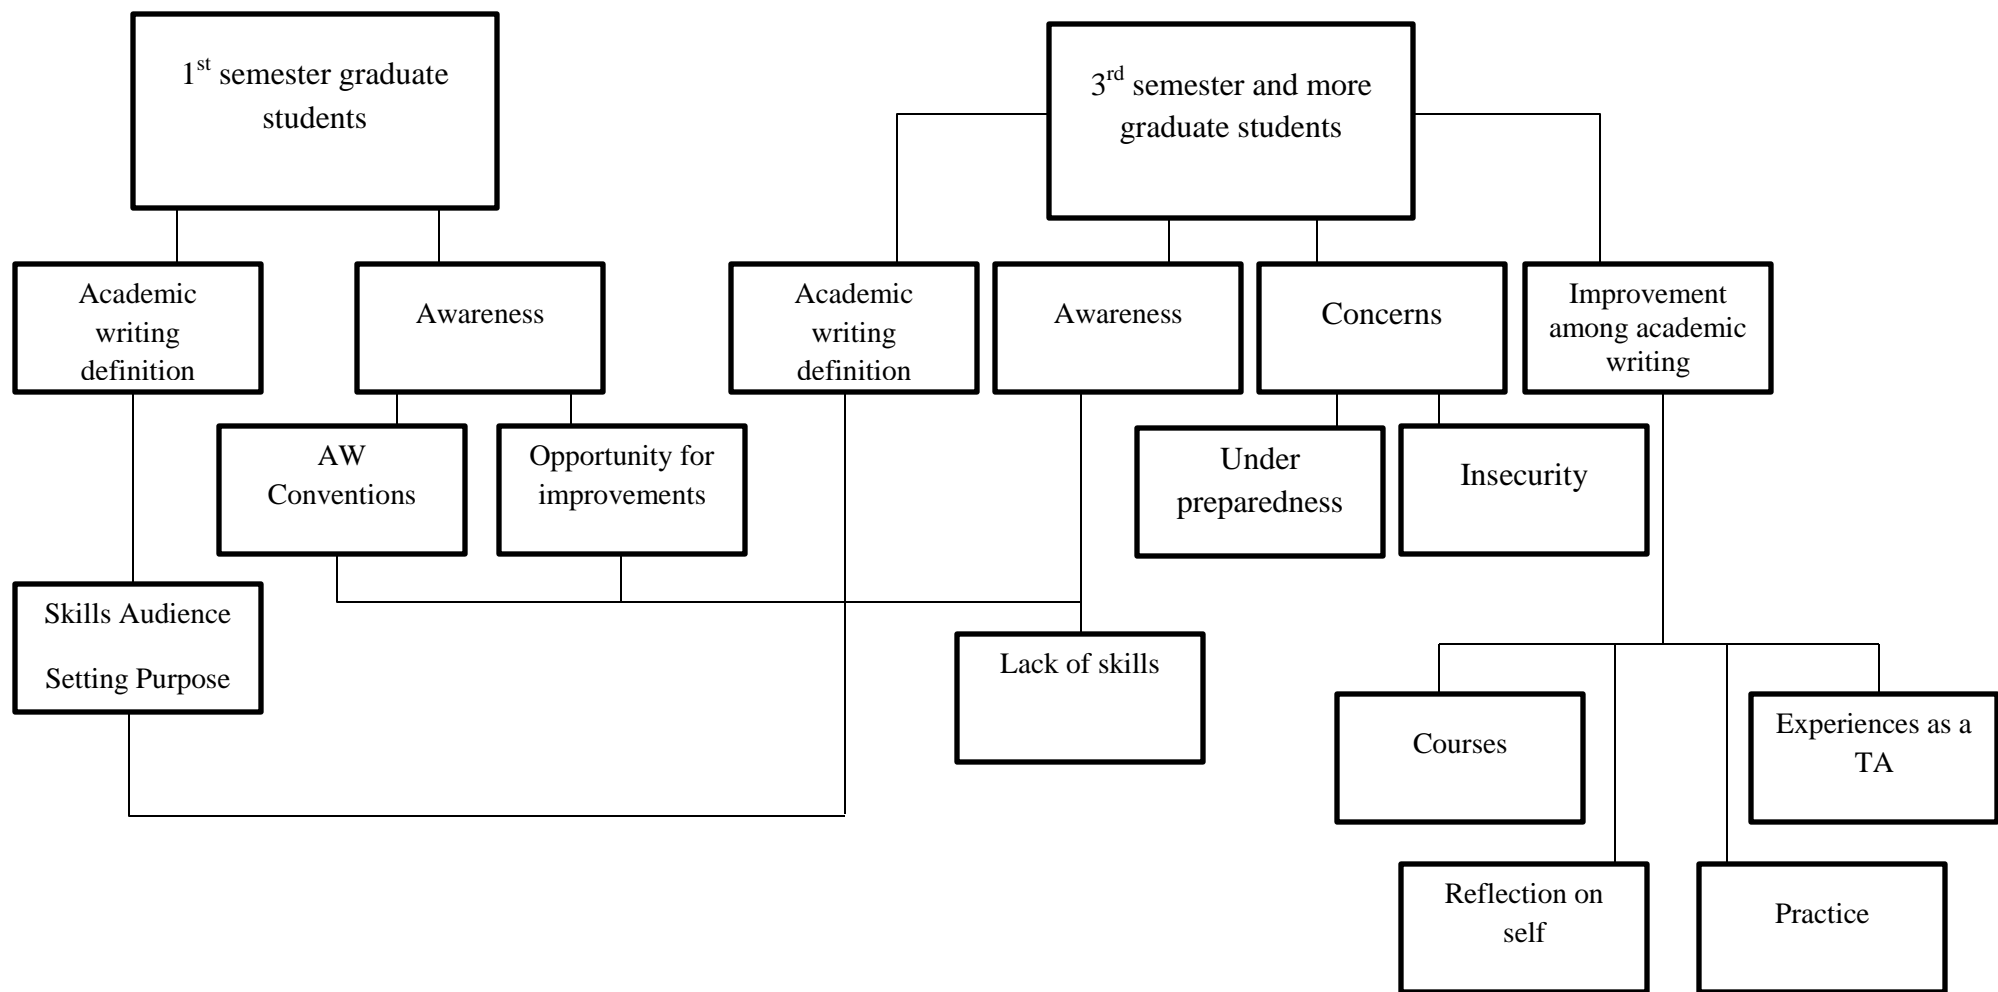 1st semester graduate
students
3rd semester and more
graduate students
Academic
writing
definition
Awareness
Academic
writing
definition
Awareness
Concerns
Improvement
among academic
writing
AW
Conventions
Opportunity for
improvements
Under
preparedness
Insecurity
Skills Audience
Setting Purpose
Lack of skills
Courses
Experiences as a
TA
Reflection on
self
Practice